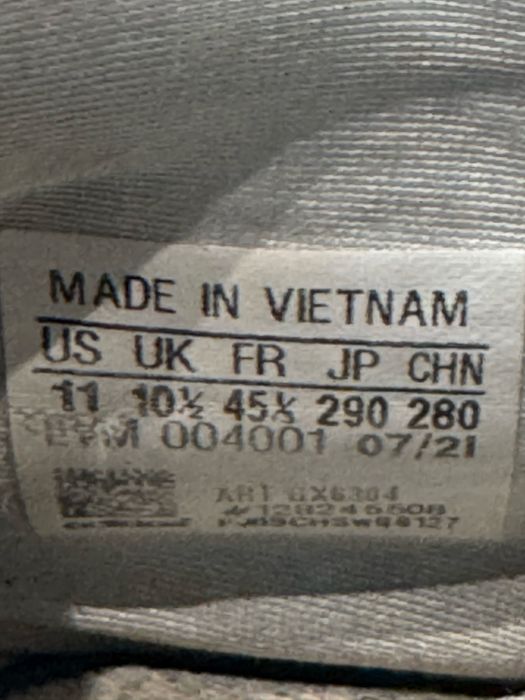 MADE IN VIETNAM
US UK FR JP CHN
11 10½ 45⅓ 290 280
004001 07/21
ART